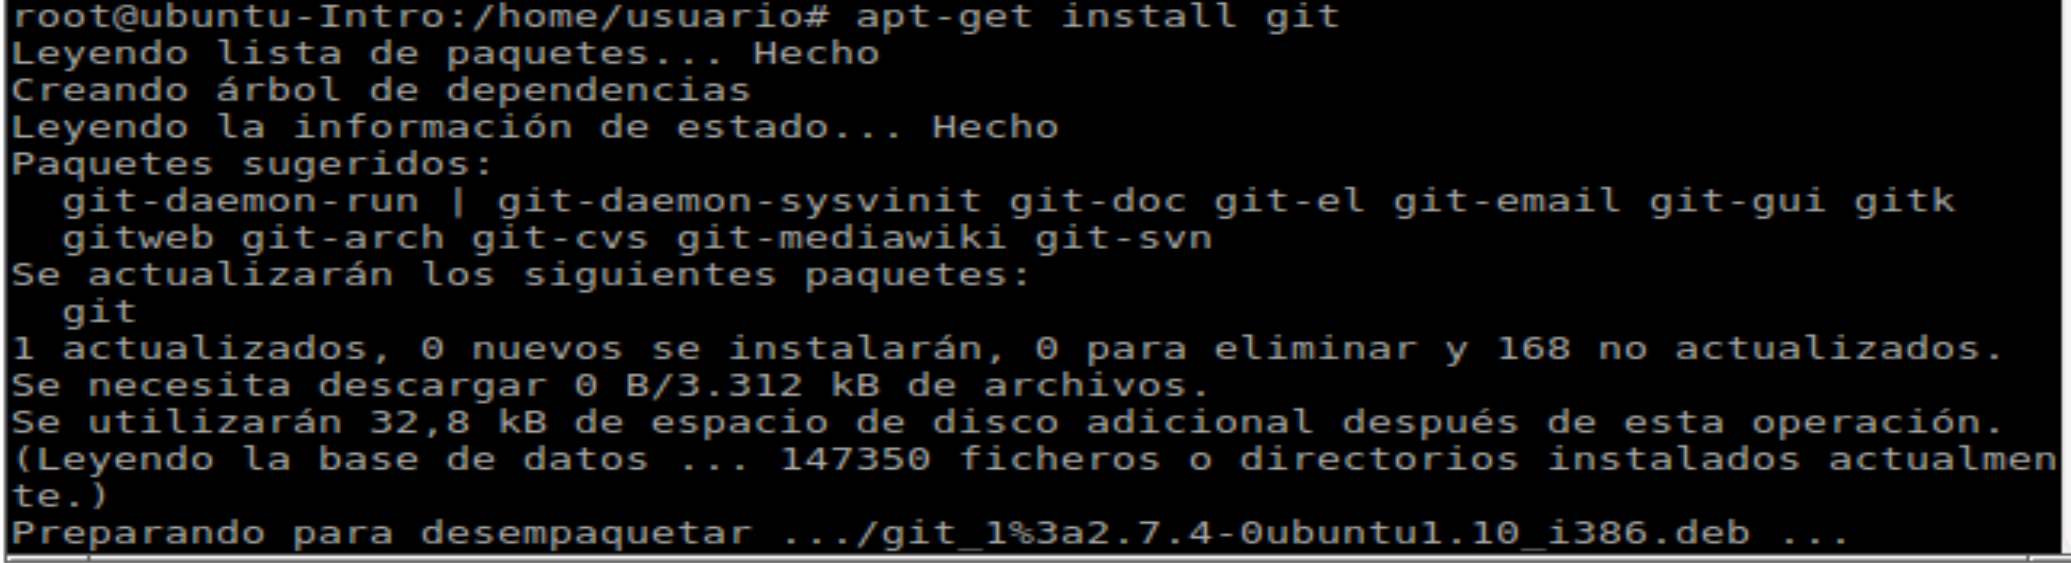 root@ubuntu-Intro:/home/usuario# apt-get install git
Leyendo lista de paquetes... Hecho
Creando árbol de dependencias
Leyendo la información de estado... Hecho
Paquetes sugeridos:
  git-daemon-run | git-daemon-sysvinit git-doc git-el git-email git-gui gitk
  gitweb git-arch git-cvs git-mediawiki git-svn
Se actualizarán los siguientes paquetes:
  git
1 actualizados, 0 nuevos se instalarán, 0 para eliminar y 168 no actualizados.
Se necesita descargar 0 B/3.312 kB de archivos.
Se utilizarán 32,8 kB de espacio de disco adicional después de esta operación.
(Leyendo la base de datos ... 147350 ficheros o directorios instalados actualmen
te.)
Preparando para desempaquetar .../git_1%3a2.7.4-0ubuntu1.10_i386.deb ...